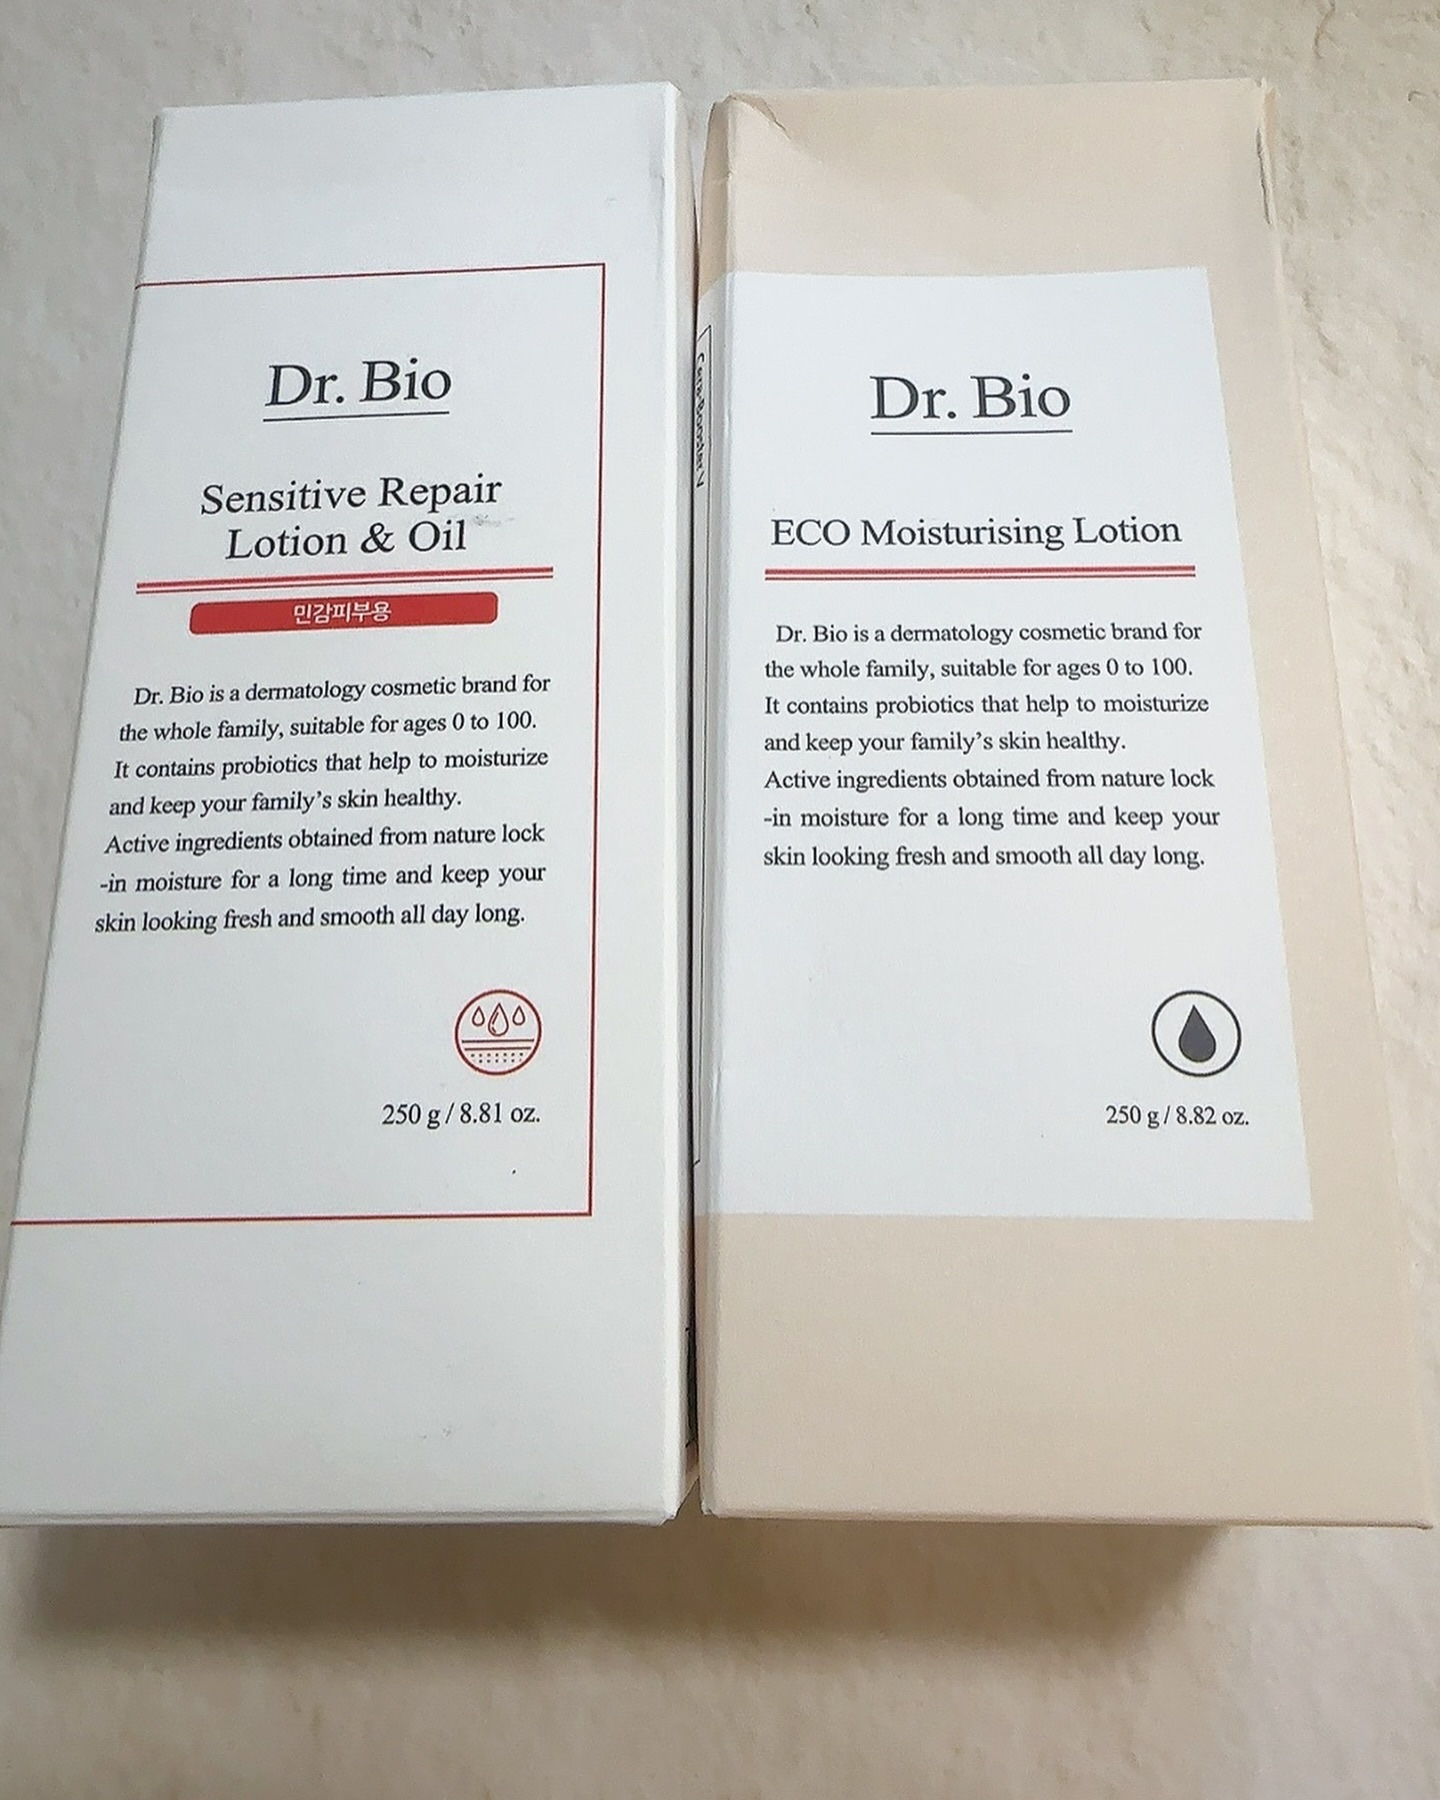 Dr. Bio
Sensitive Repair
Lotion & Oil
민감피부용
Dr. Bio is a dermatology cosmetic brand for
the whole family, suitable for ages 0 to 100.
It contains probiotics that help to moisturize
and keep your family's skin healthy.
Active ingredients obtained from nature lock
-in moisture for a long time and keep your
skin looking fresh and smooth all day long.
250 g / 8.81 oz.
Dr. Bio
ECO Moisturising Lotion
Dr. Bio is a dermatology cosmetic brand for
the whole family, suitable for ages 0 to 100.
It contains probiotics that help to moisturize
and keep your family's skin healthy.
Active ingredients obtained from nature lock
-in moisture for a long time and keep your
skin looking fresh and smooth all day long.
250 g / 8.82 oz.